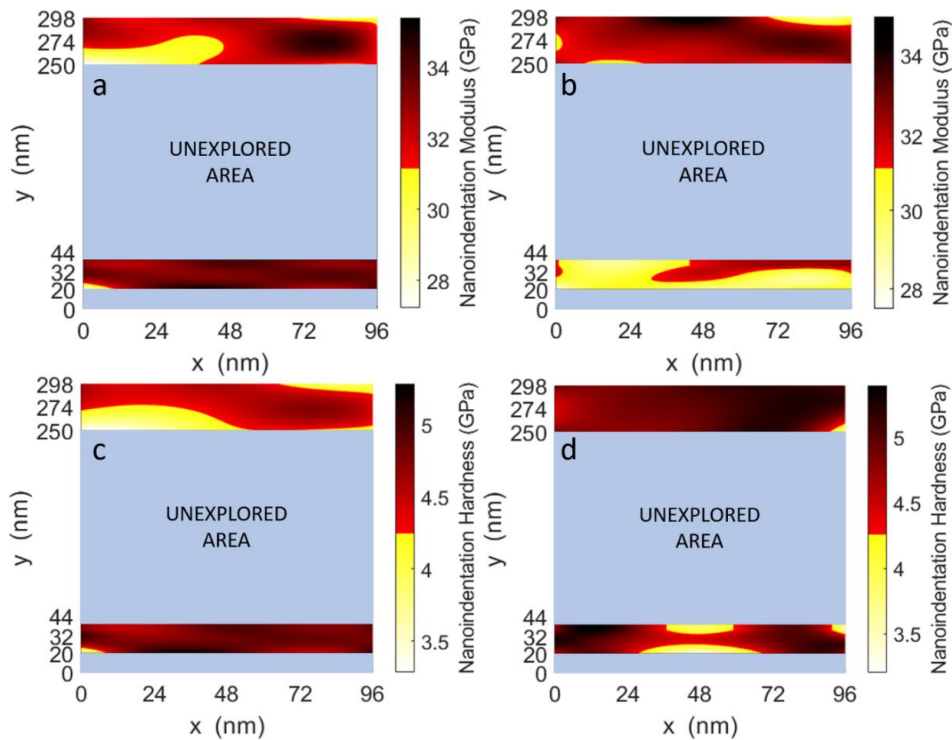 298
274
250
44
32
20
0
y (nm)
a
UNEXPLORED
AREA
0 24 48 72 96
x (nm)
34
32
30
28
Nanoindentation Modulus (GPa)
298
274
250
44
32
20
0
y (nm)
b
UNEXPLORED
AREA
0 24 48 72 96
x (nm)
34
32
30
28
Nanoindentation Modulus (GPa)
298
274
250
44
32
20
0
y (nm)
c
UNEXPLORED
AREA
0 24 48 72 96
x (nm)
5
4.5
4
3.5
Nanoindentation Hardness (GPa)
298
274
250
44
32
20
0
y (nm)
d
UNEXPLORED
AREA
0 24 48 72 96
x (nm)
5
4.5
4
3.5
Nanoindentation Hardness (GPa)